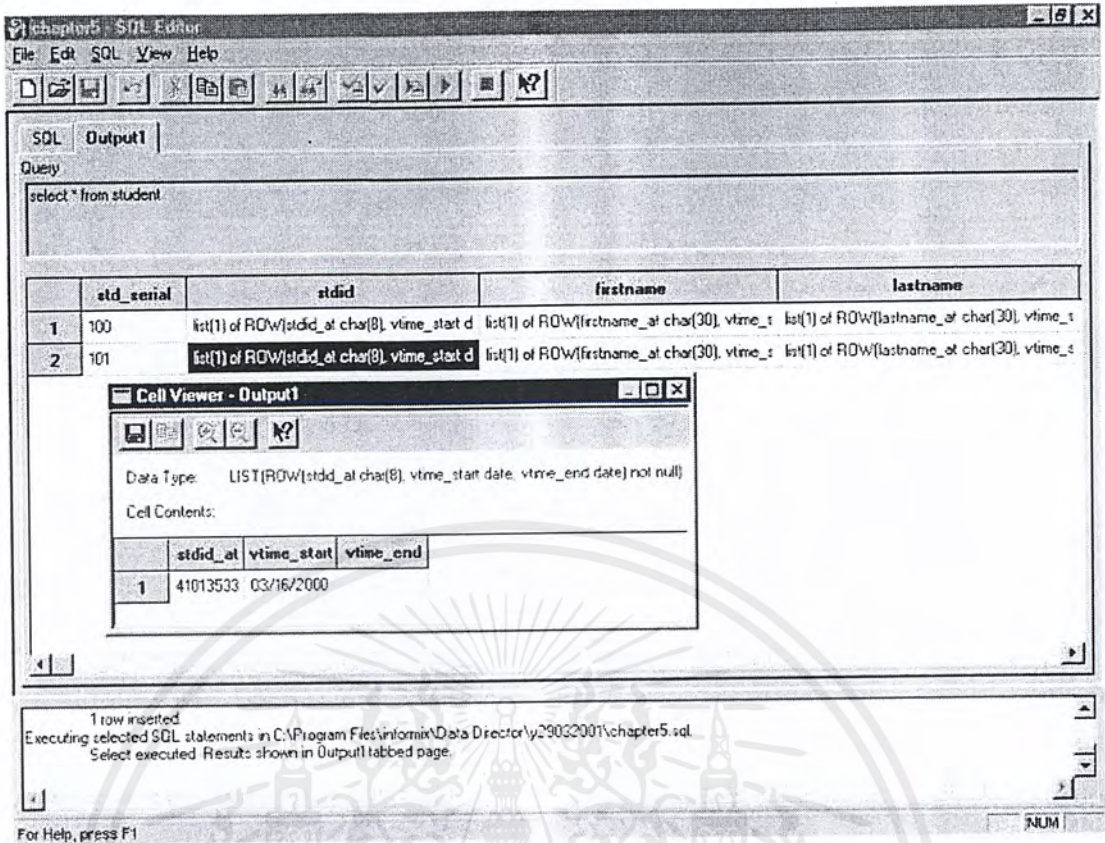 chapter5 - SQL Editor
File Edit SQL View Help
SQL Output1
Query
select * from student
std_serial stdid firstname lastname
1 100 list(1) of ROW(stdid_at char(8), vtime_start d list(1) of ROW(firstname_at char(30), vtime_s list(1) of ROW(lastname_at char(30), vtime_s
2 101 list(1) of ROW(stdid_at char(8), vtime_start d list(1) of ROW(firstname_at char(30), vtime_s list(1) of ROW(lastname_at char(30), vtime_s
Cell Viewer - Output1
Data Type: LIST(ROW(stdid_at char(8), vtime_start date, vtime_end date) not null)
Cell Contents:
stdid_at vtime_start vtime_end
1 41013533 03/16/2000
1 row inserted.
Executing selected SQL statements in C:\Program Files\Informix\Data Director\y29032001\chapter5.sql.
Select executed. Results shown in Output1 tabbed page.
For Help, press F1 NUM